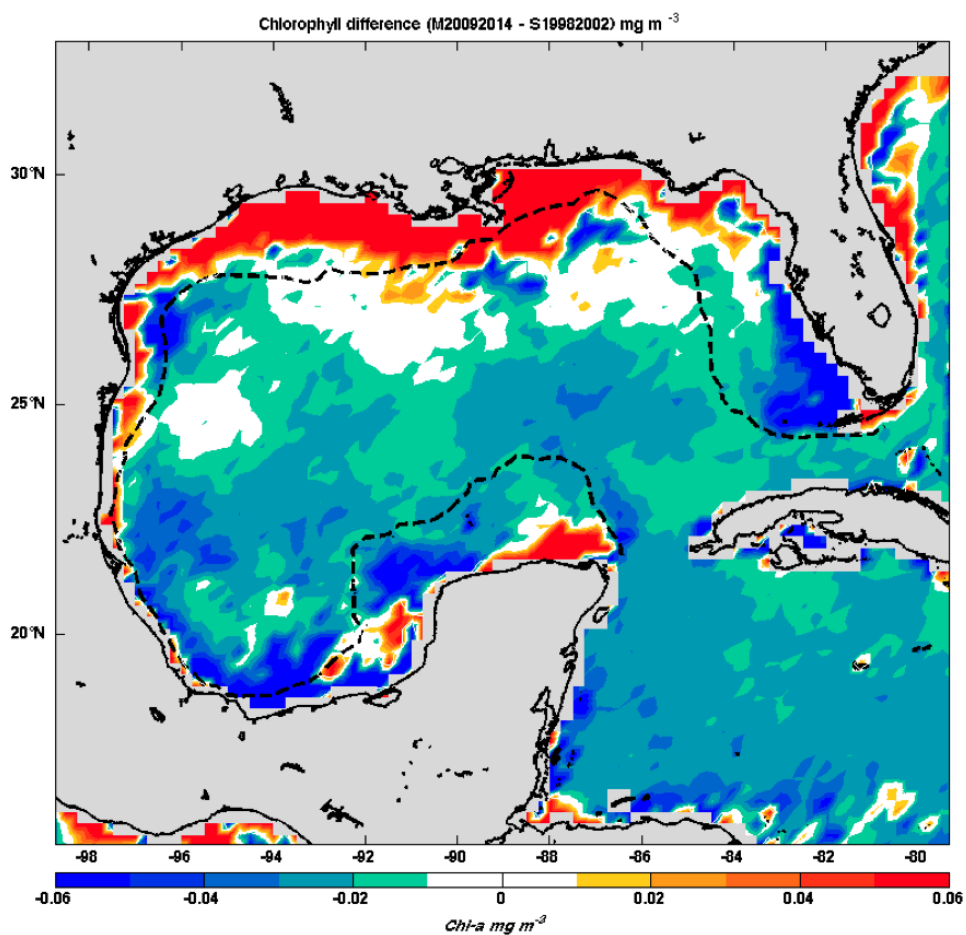 Chlorophyll difference (M20092014 - S19982002) mg m -3
30°N
25°N
20°N
-98 -96 -94 -92 -90 -88 -86 -84 -82 -80
-0.06 -0.04 -0.02 0 0.02 0.04 0.06
Chl-a mg m-3